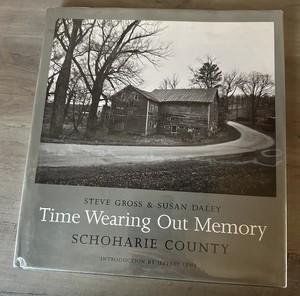 STEVE GROSS & SUSAN DALEY
Time Wearing Out Memory
SCHOHARIE COUNTY
INTRODUCTION BY